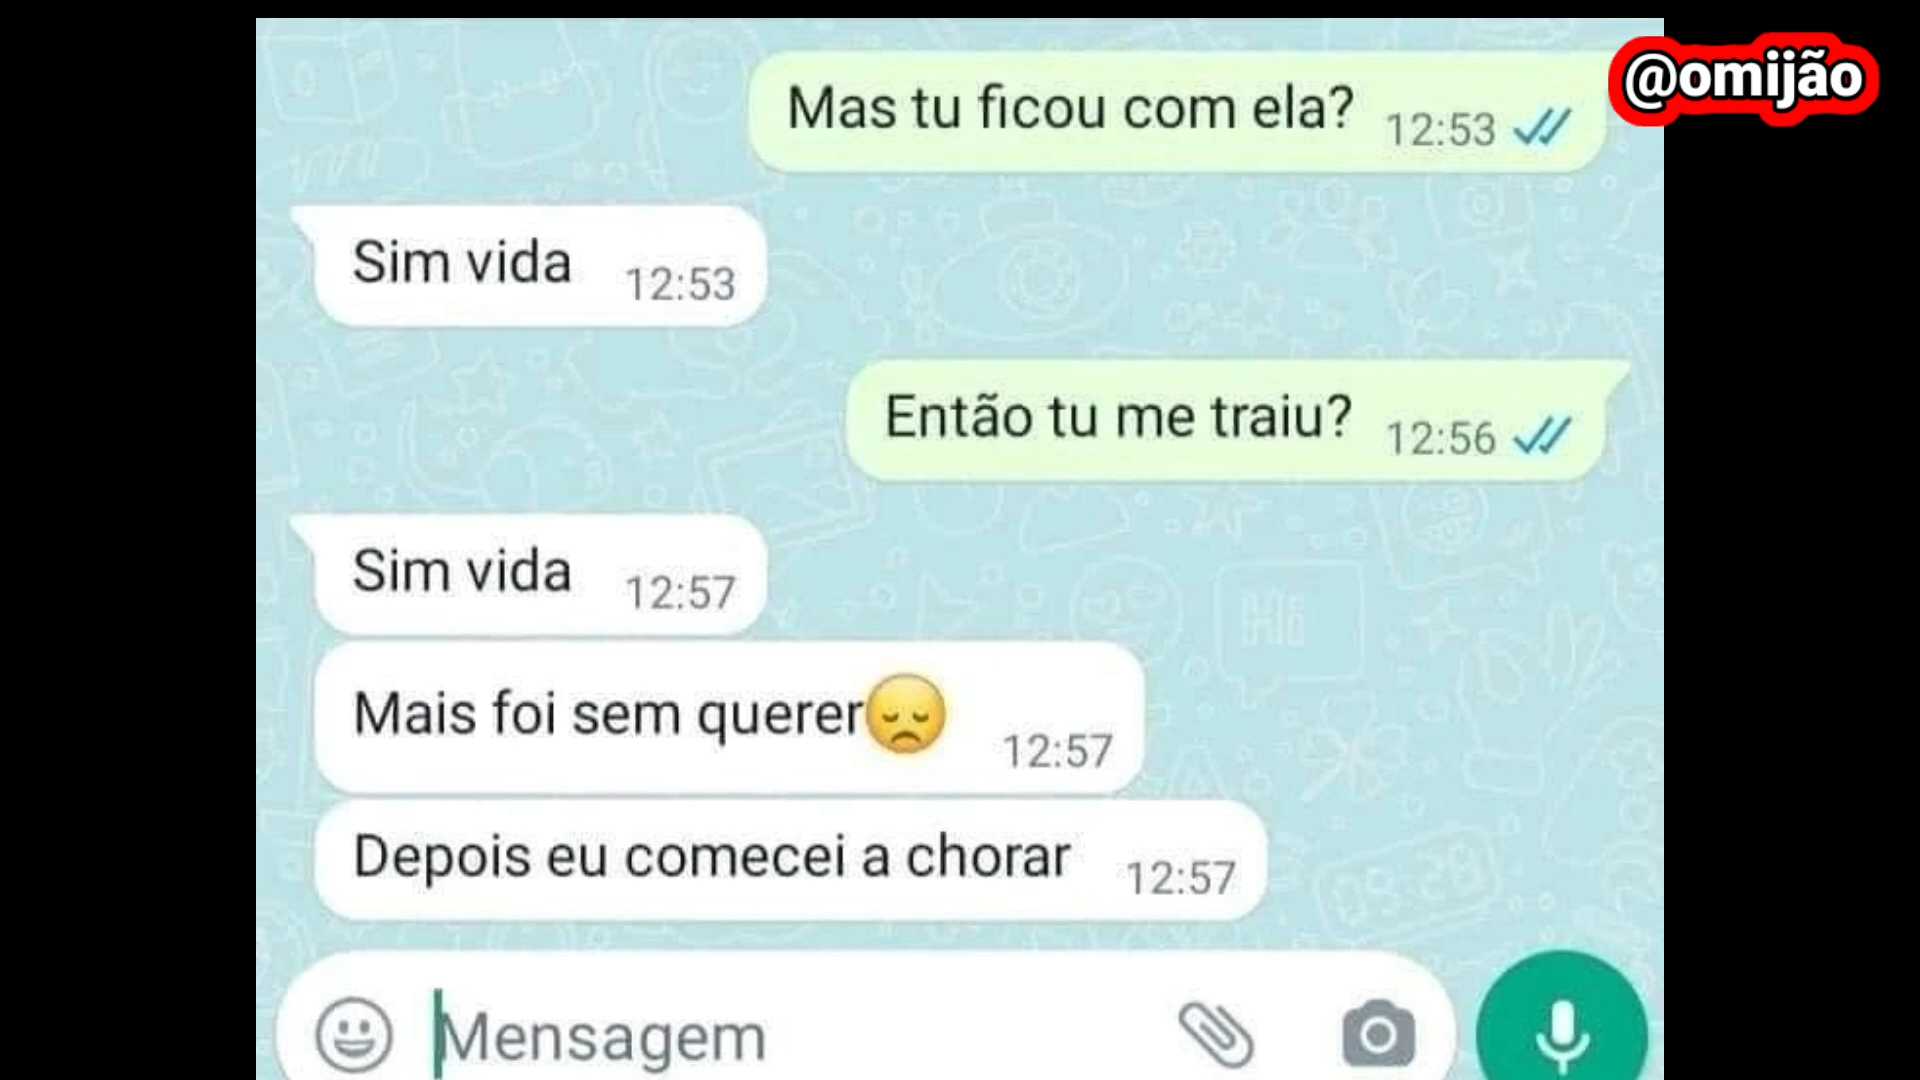 @omijão
Mas tu ficou com ela? 12:53
Sim vida 12:53
Então tu me traiu? 12:56
Sim vida 12:57
Mais foi sem querer😞 12:57
Depois eu comecei a chorar 12:57
Mensagem